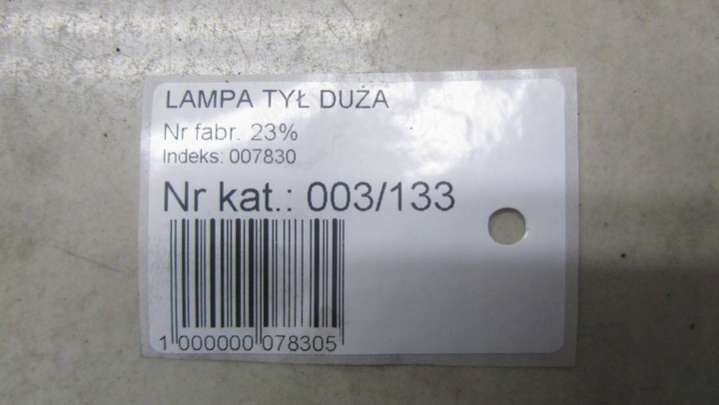 LAMPA TYŁ DUŻA
Nr fabr. 23%
Indeks: 007830
Nr kat.: 003/133
1 000000 078305